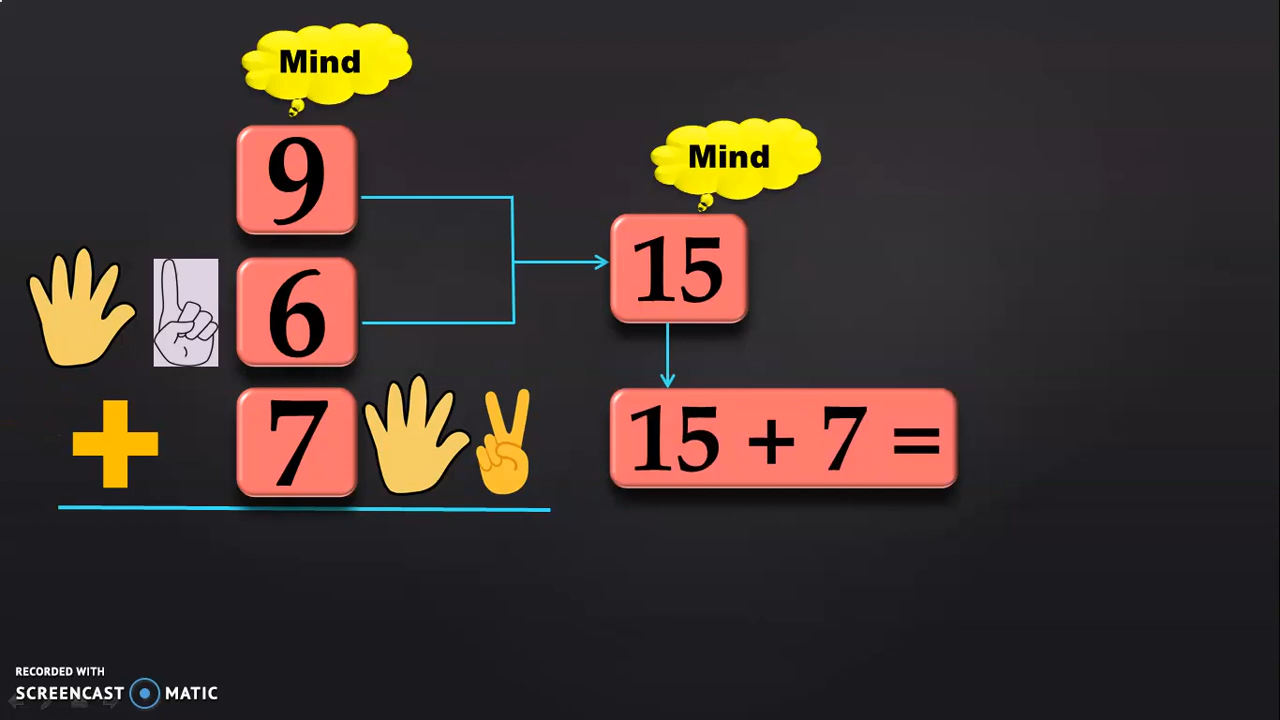 Mind
9
6
+ 7
Mind
15
15 + 7 =
RECORDED WITH
SCREENCAST MATIC